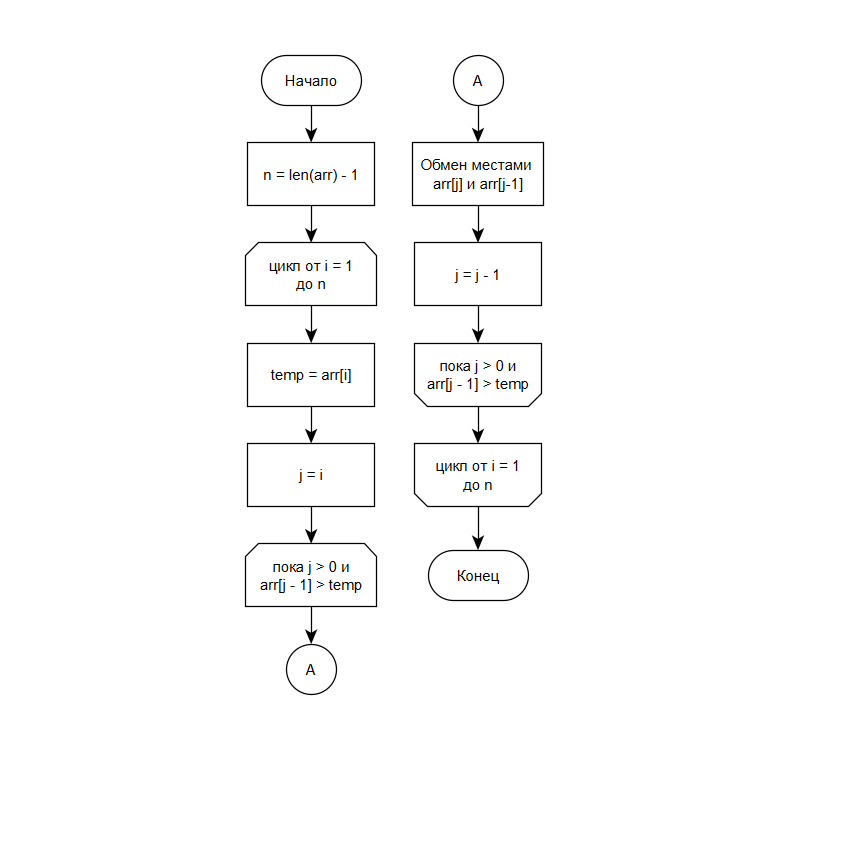 Начало
n = len(arr) - 1
цикл от i = 1
до n
temp = arr[i]
j = i
пока j > 0 и
arr[j - 1] > temp
A
A
Обмен местами
arr[j] и arr[j-1]
j = j - 1
пока j > 0 и
arr[j - 1] > temp
цикл от i = 1
до n
Конец